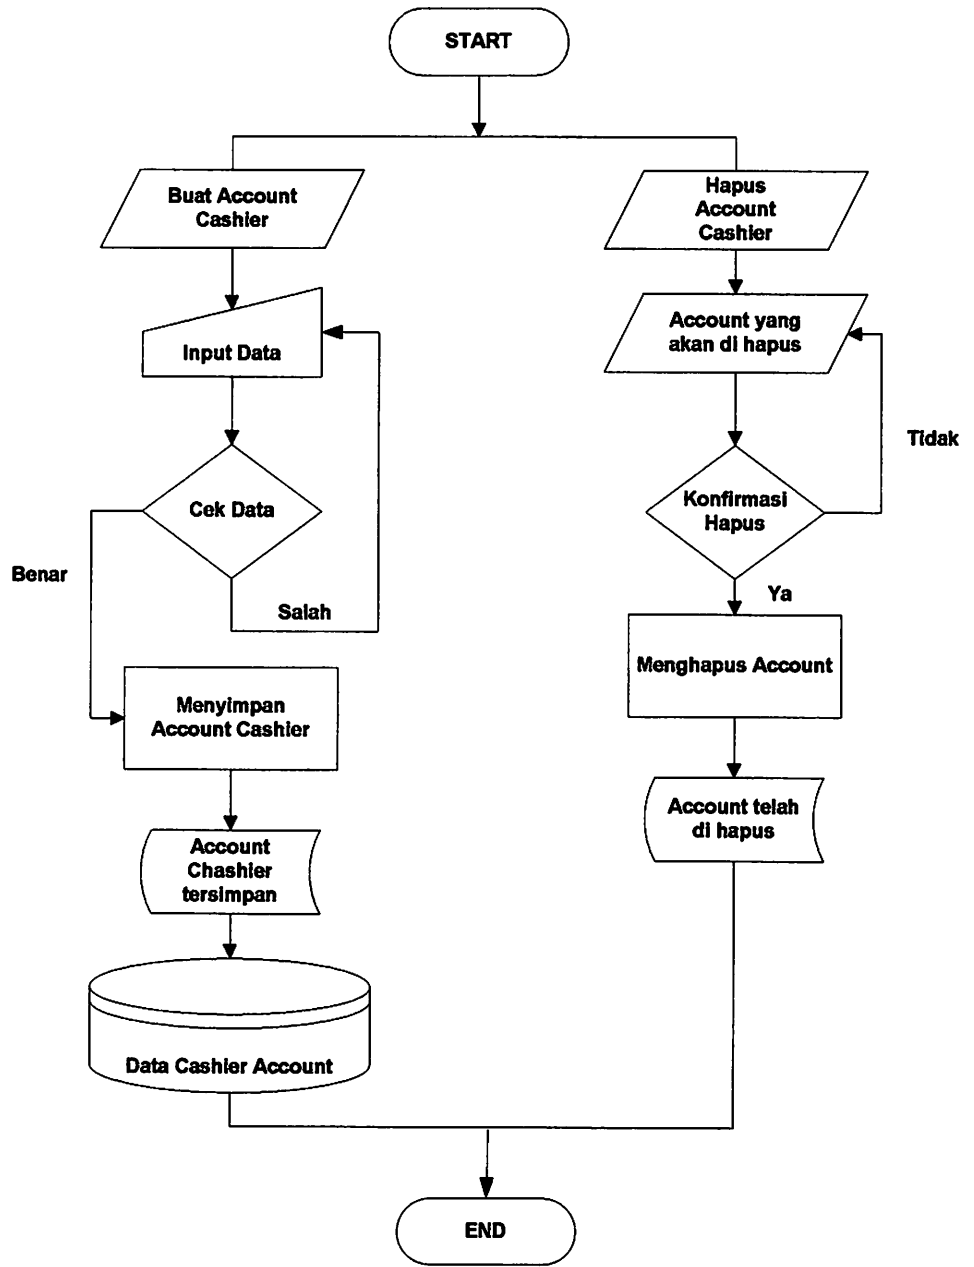 START
Buat Account
Cashier
Input Data
Cek Data
Benar
Salah
Menyimpan
Account Cashier
Account
Chashier
tersimpan
Data Cashier Account
Hapus
Account
Cashier
Account yang
akan di hapus
Tidak
Konfirmasi
Hapus
Ya
Menghapus Account
Account telah
di hapus
END